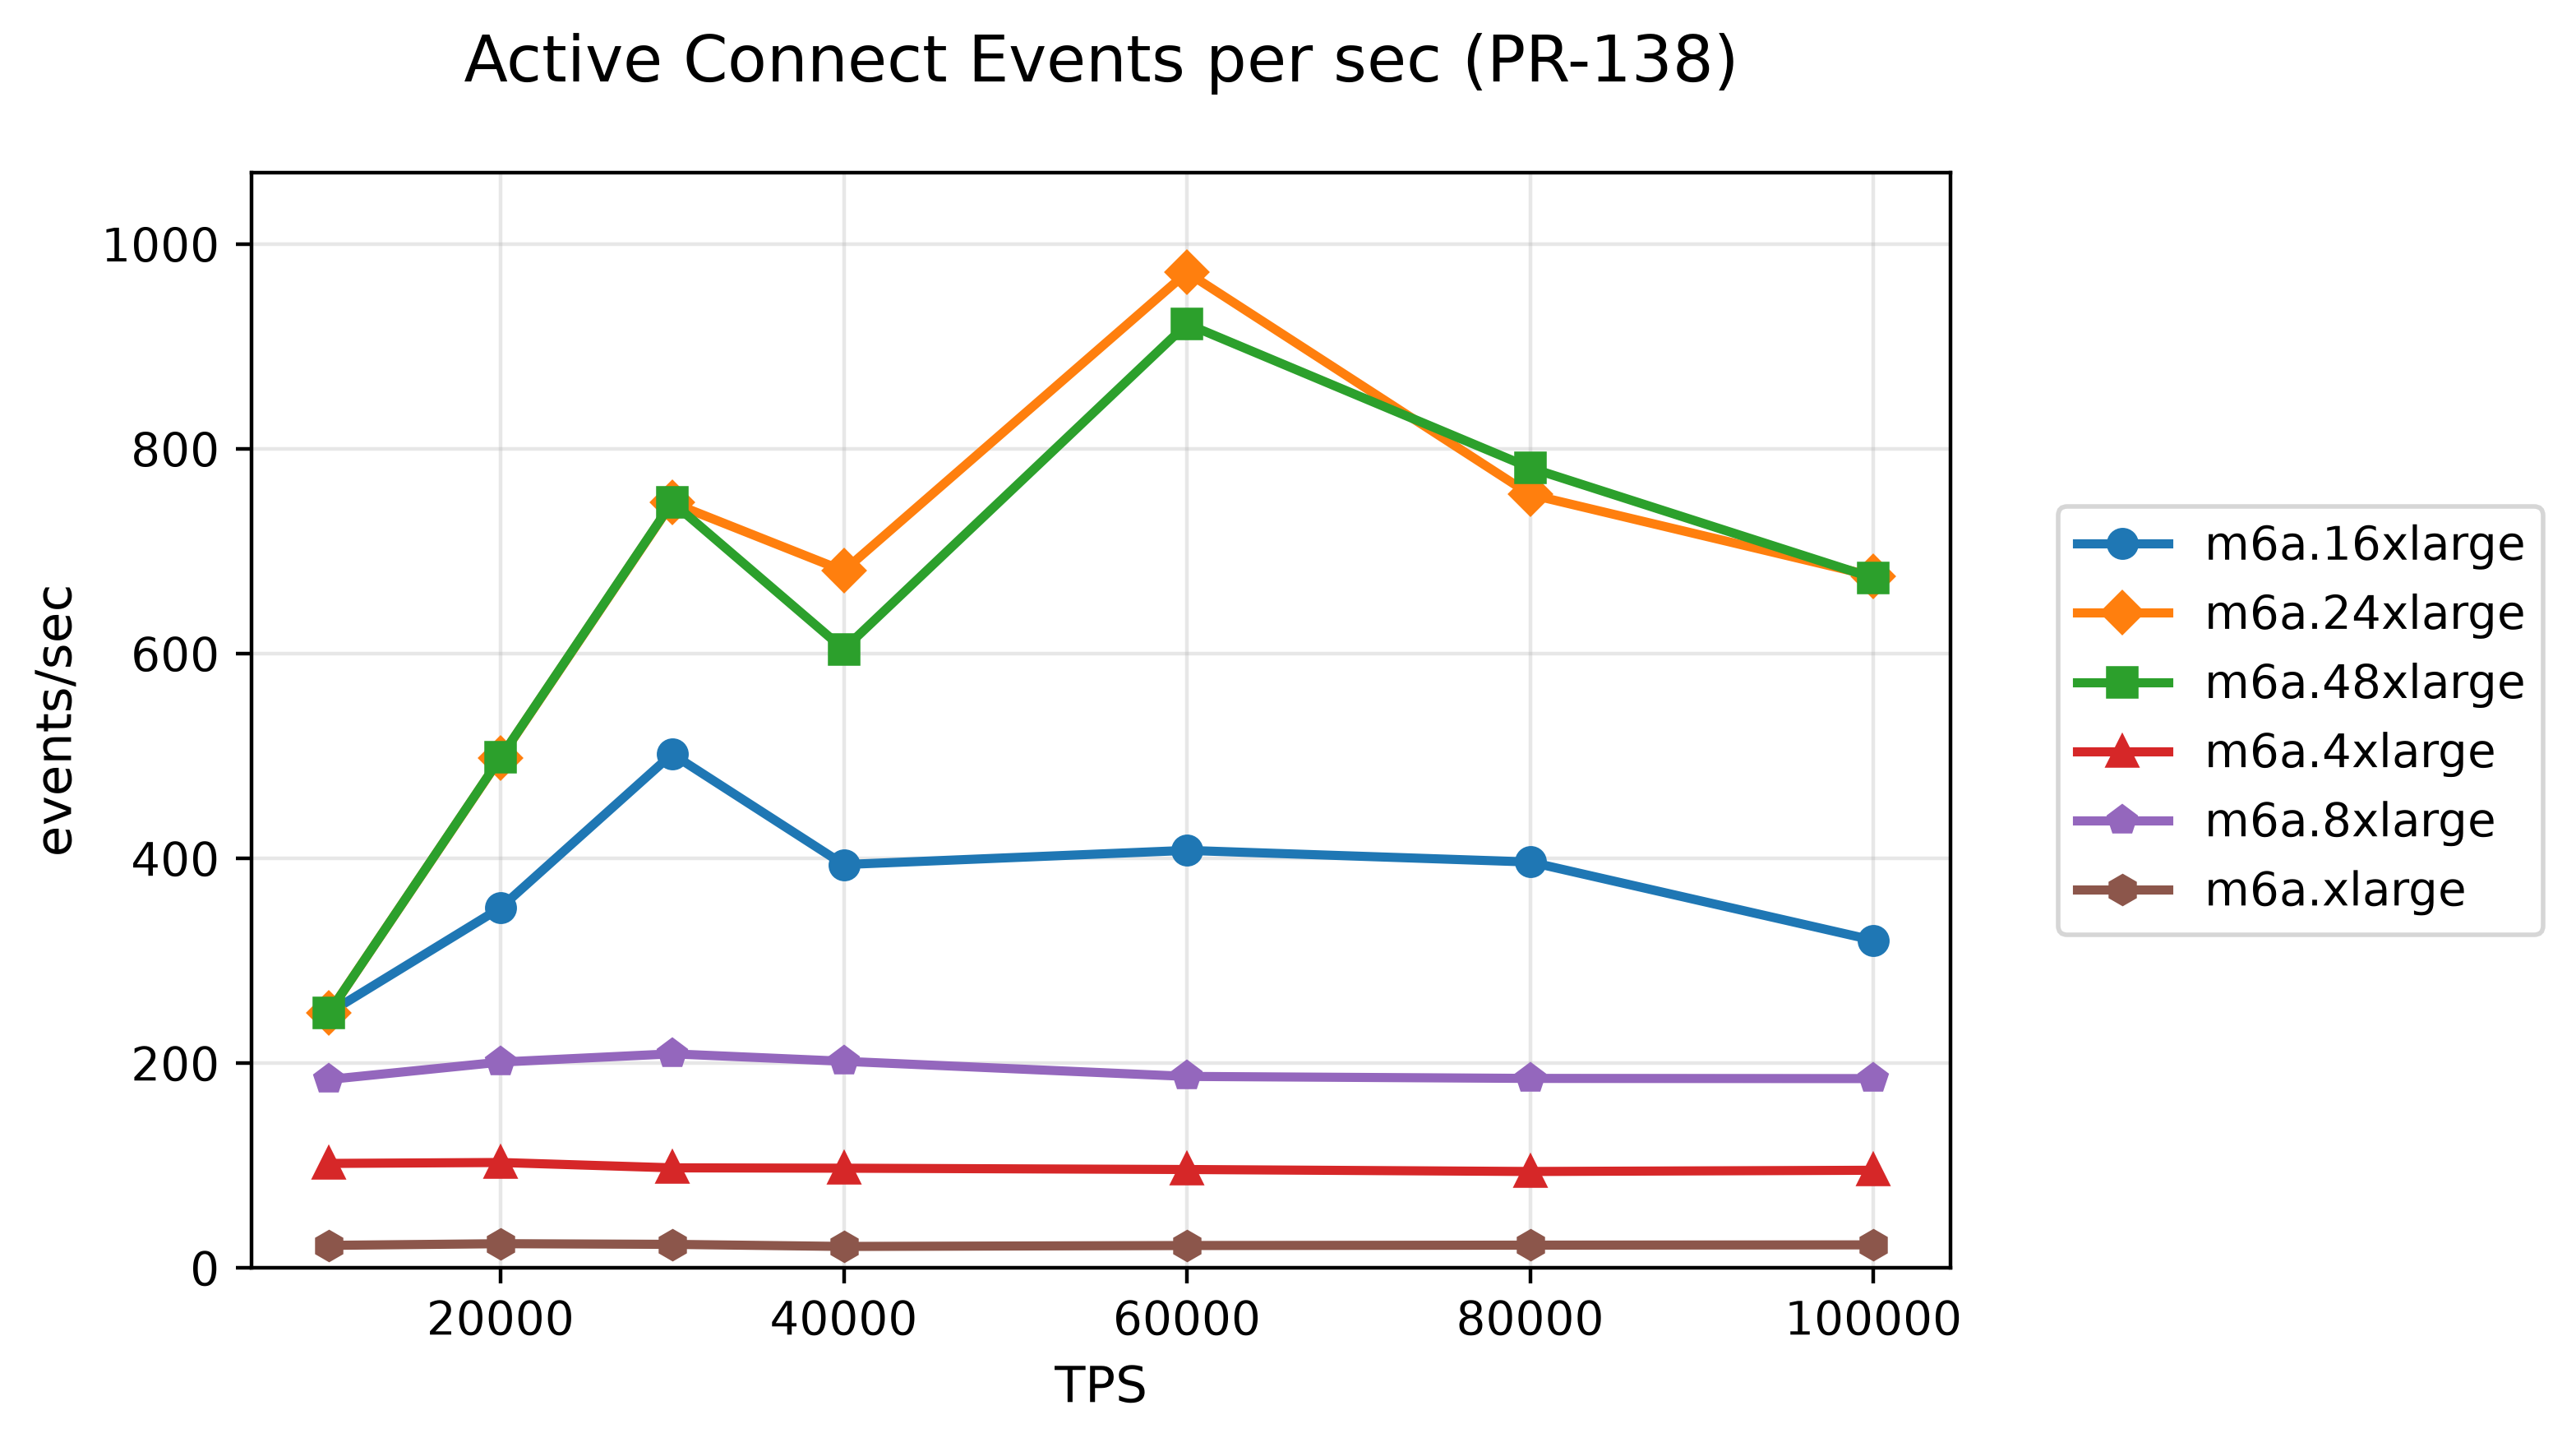 Active Connect Events per sec (PR-138)
1000
800
600
400
200
0
events/sec
20000 40000 60000 80000 100000
TPS
m6a.16xlarge
m6a.24xlarge
m6a.48xlarge
m6a.4xlarge
m6a.8xlarge
m6a.xlarge